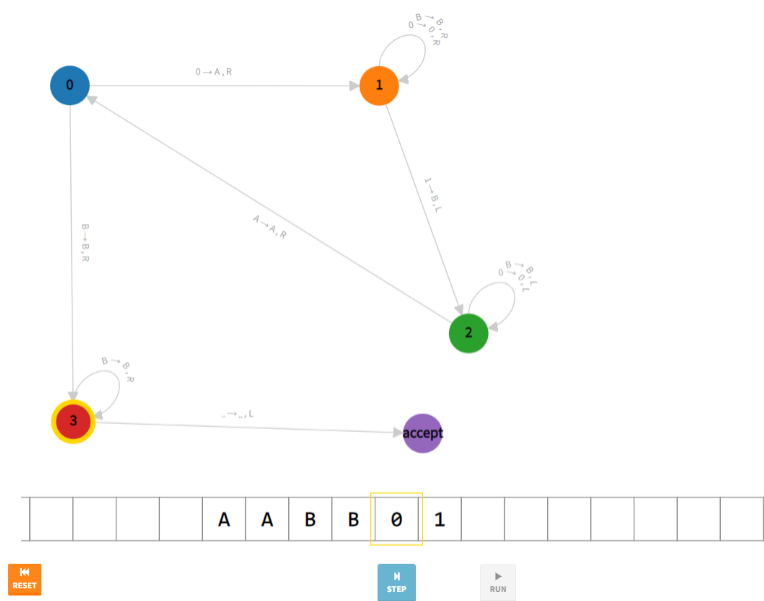 B→B,R
0→0,R
0
0→A,R
1
1→B,L
B→B,R
A→A,R
B→B,L
0→0,L
2
B→B,R
3
_→_,L
accept
A A B B 0 1
RESET
STEP
RUN